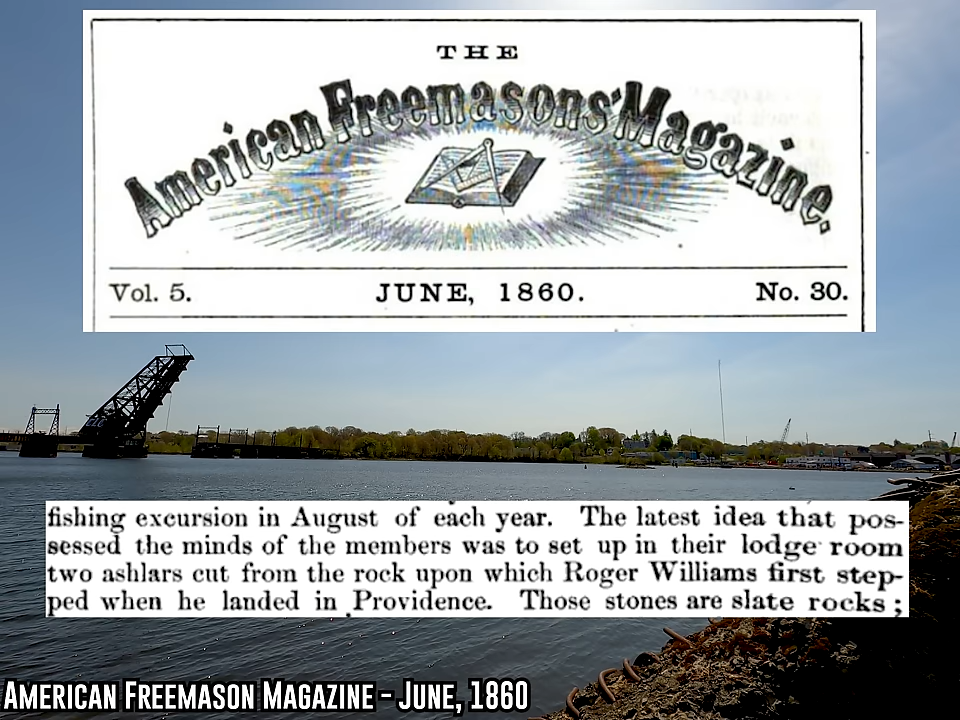 THE
American Freemasons' Magazine.
Vol. 5. JUNE, 1860. No. 30.
fishing excursion in August of each year. The latest idea that pos-
sessed the minds of the members was to set up in their lodge room
two ashlars cut from the rock upon which Roger Williams first step-
ped when he landed in Providence. Those stones are slate rocks;
American Freemason Magazine - June, 1860